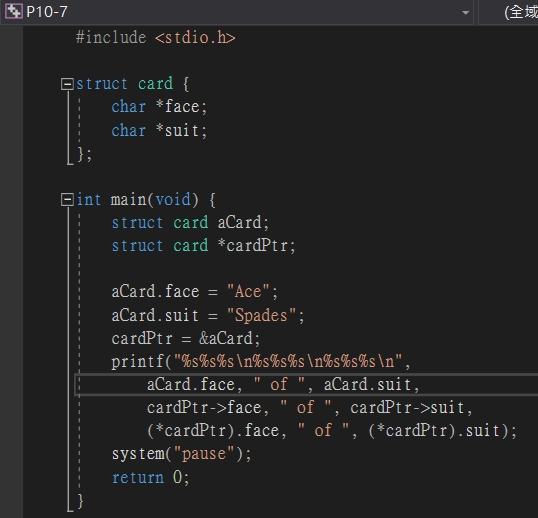 P10-7
(全域
#include <stdio.h>
struct card {
char *face;
char *suit;
};
int main(void) {
struct card aCard;
struct card *cardPtr;
aCard.face = "Ace";
aCard.suit = "Spades";
cardPtr = &aCard;
printf("%s%s%s\n%s%s%s\n%s%s%s\n",
aCard.face, " of ", aCard.suit,
cardPtr->face, " of ", cardPtr->suit,
(*cardPtr).face, " of ", (*cardPtr).suit);
system("pause");
return 0;
}